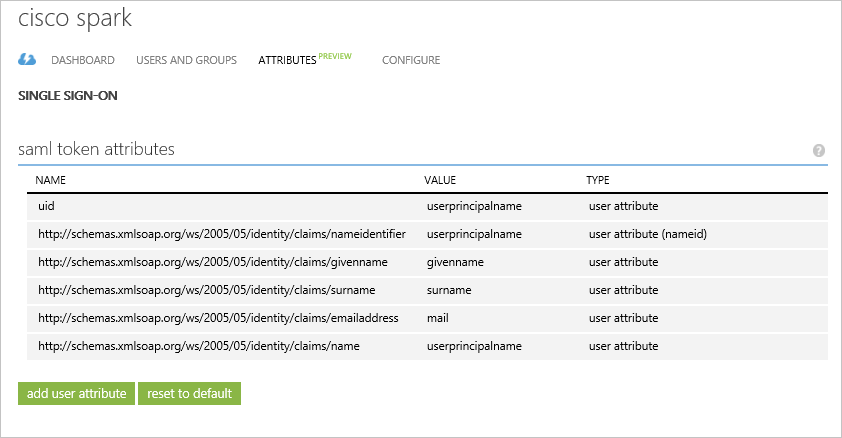 cisco spark
DASHBOARD USERS AND GROUPS ATTRIBUTES PREVIEW CONFIGURE
SINGLE SIGN-ON
saml token attributes ?
NAME VALUE TYPE
uid userprincipalname user attribute
http://schemas.xmlsoap.org/ws/2005/05/identity/claims/nameidentifier userprincipalname user attribute (nameid)
http://schemas.xmlsoap.org/ws/2005/05/identity/claims/givenname givenname user attribute
http://schemas.xmlsoap.org/ws/2005/05/identity/claims/surname surname user attribute
http://schemas.xmlsoap.org/ws/2005/05/identity/claims/emailaddress mail user attribute
http://schemas.xmlsoap.org/ws/2005/05/identity/claims/name userprincipalname user attribute
add user attribute reset to default